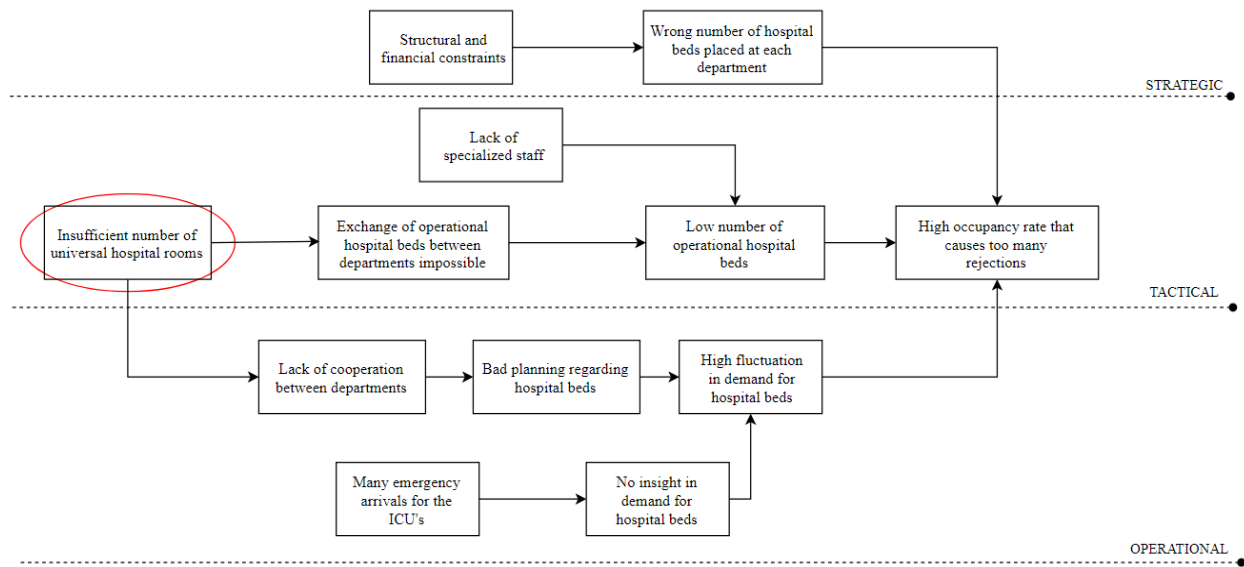 Structural and
financial constraints
Wrong number of hospital
beds placed at each
department
STRATEGIC
Lack of
specialized staff
Insufficient number of
universal hospital rooms
Exchange of operational
hospital beds between
departments impossible
Low number of
operational hospital
beds
High occupancy rate that
causes too many
rejections
TACTICAL
Lack of cooperation
between departments
Bad planning regarding
hospital beds
High fluctuation
in demand for
hospital beds
Many emergency
arrivals for the
ICU's
No insight in
demand for
hospital beds
OPERATIONAL